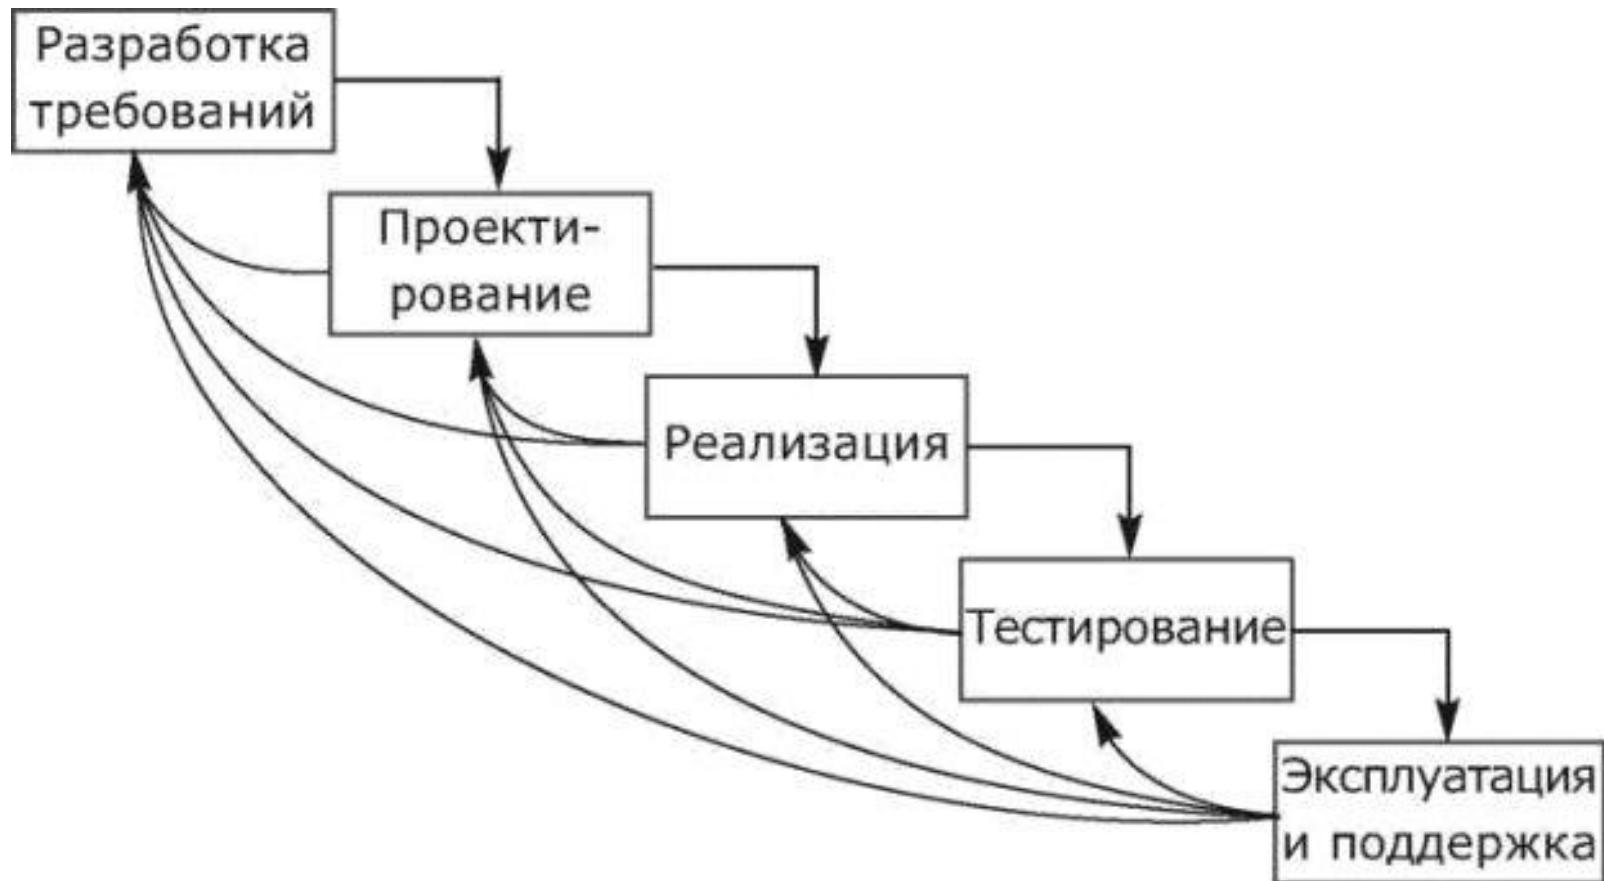 Разработка
требований
Проекти-
рование
Реализация
Тестирование
Эксплуатация
и поддержка